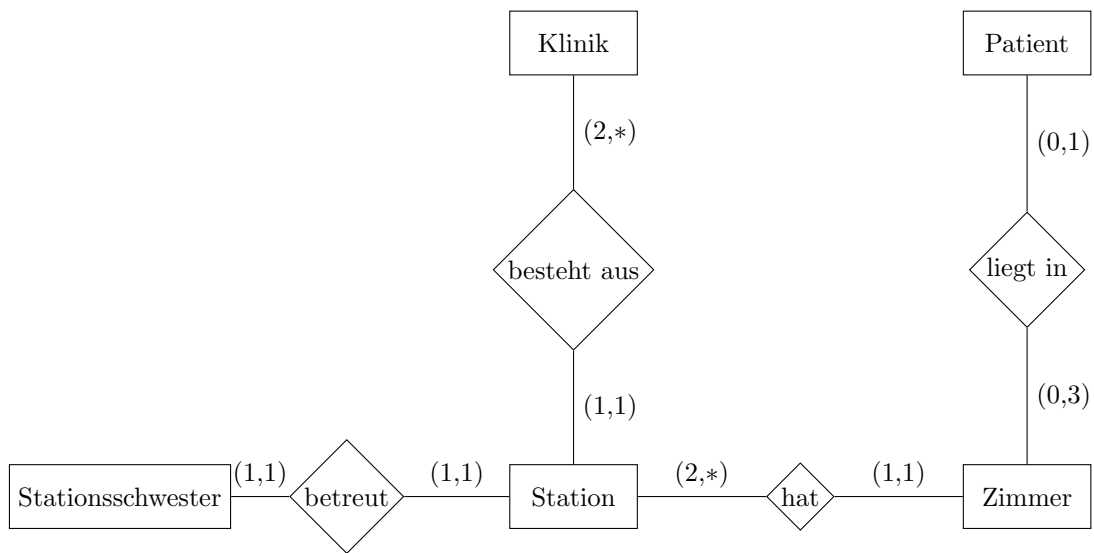 Klinik
Patient
(2,∗)
(0,1)
besteht aus
liegt in
(1,1)
(0,3)
Stationsschwester
(1,1)
betreut
(1,1)
Station
(2,∗)
hat
(1,1)
Zimmer